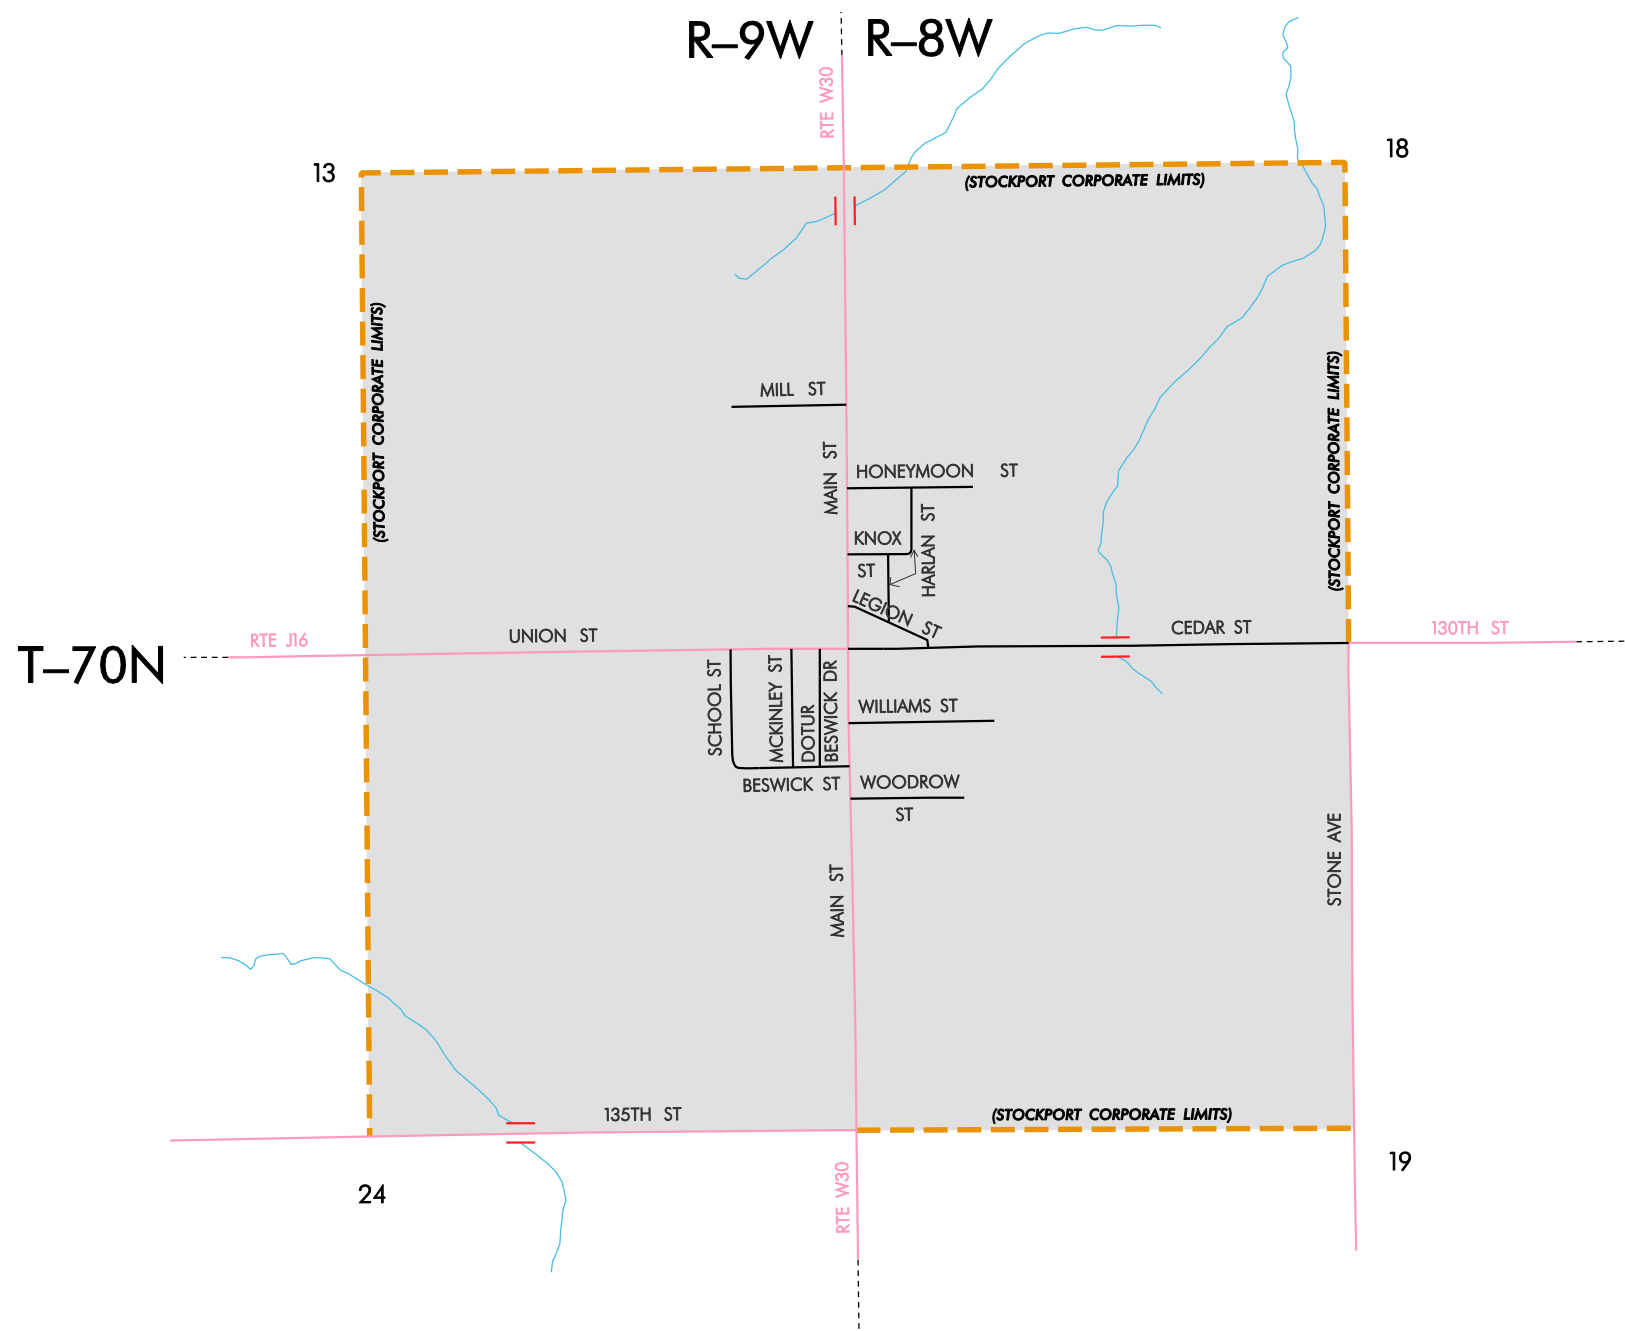 R–9W
R–8W
RTE W30
13
18
(STOCKPORT CORPORATE LIMITS)
(STOCKPORT CORPORATE LIMITS)
(STOCKPORT CORPORATE LIMITS)
MILL ST
MAIN ST
HONEYMOON ST
HARLAN ST
KNOX
ST
LEGION ST
T–70N
RTE J16
UNION ST
CEDAR ST
130TH ST
SCHOOL ST
MCKINLEY ST
DOTUR
BESWICK DR
WILLIAMS ST
BESWICK ST
WOODROW
ST
MAIN ST
STONE AVE
135TH ST
(STOCKPORT CORPORATE LIMITS)
RTE W30
24
19